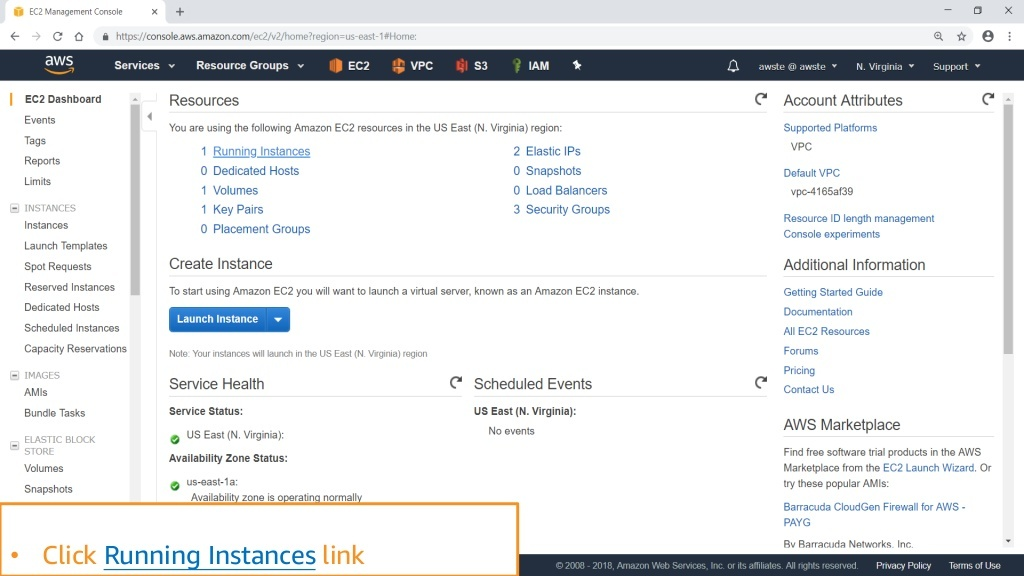 EC2 Management Console
https://console.aws.amazon.com/ec2/v2/home?region=us-east-1#Home:
aws
Services
Resource Groups
EC2
VPC
S3
IAM
awste @ awste
N. Virginia
Support
EC2 Dashboard
Events
Tags
Reports
Limits
INSTANCES
Instances
Launch Templates
Spot Requests
Reserved Instances
Dedicated Hosts
Scheduled Instances
Capacity Reservations
IMAGES
AMIs
Bundle Tasks
ELASTIC BLOCK
STORE
Volumes
Snapshots
Resources
You are using the following Amazon EC2 resources in the US East (N. Virginia) region:
1 Running Instances
0 Dedicated Hosts
1 Volumes
1 Key Pairs
0 Placement Groups
2 Elastic IPs
0 Snapshots
0 Load Balancers
3 Security Groups
Create Instance
To start using Amazon EC2 you will want to launch a virtual server, known as an Amazon EC2 instance.
Launch Instance
Note: Your instances will launch in the US East (N. Virginia) region
Service Health
Service Status:
US East (N. Virginia):
Availability Zone Status:
us-east-1a:
Availability zone is operating normally
Scheduled Events
US East (N. Virginia):
No events
Account Attributes
Supported Platforms
VPC
Default VPC
vpc-4165af39
Resource ID length management
Console experiments
Additional Information
Getting Started Guide
Documentation
All EC2 Resources
Forums
Pricing
Contact Us
AWS Marketplace
Find free software trial products in the AWS
Marketplace from the EC2 Launch Wizard. Or
try these popular AMIs:
Barracuda CloudGen Firewall for AWS -
PAYG
By Barracuda Networks, Inc.
• Click Running Instances link
© 2008 - 2018, Amazon Web Services, Inc. or its affiliates. All rights reserved.
Privacy Policy
Terms of Use